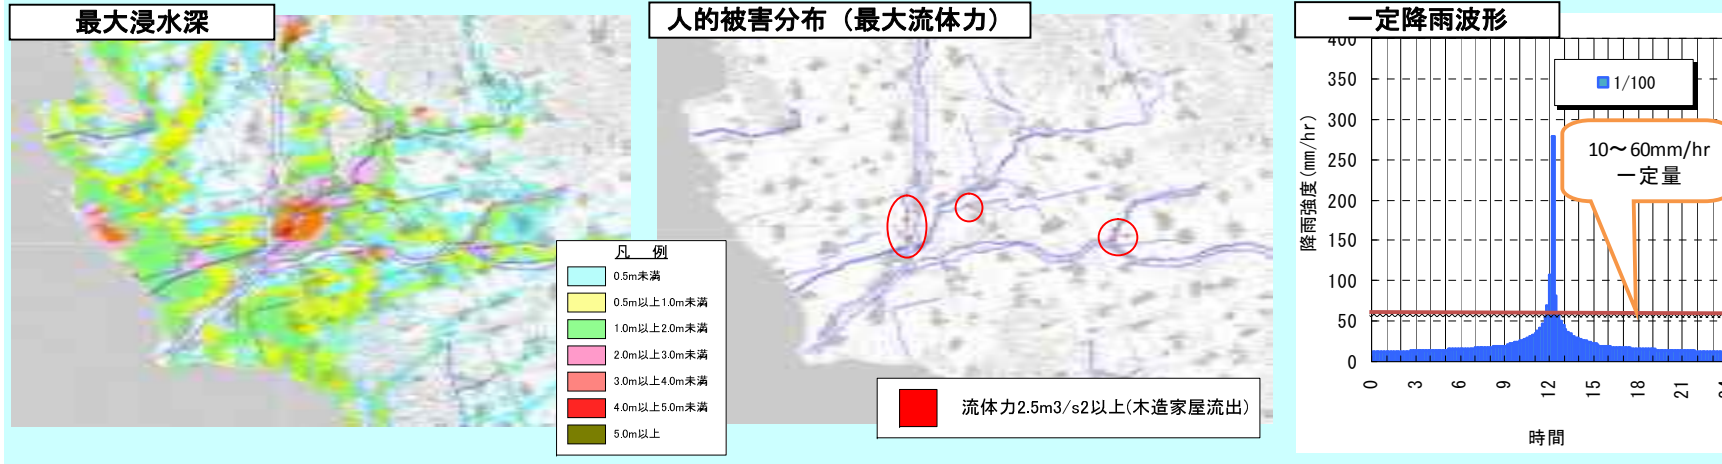 最大浸水深
人的被害分布（最大流体力）
一定降雨波形
凡 例
0.5m未満
0.5m以上1.0m未満
1.0m以上2.0m未満
2.0m以上3.0m未満
3.0m以上4.0m未満
4.0m以上5.0m未満
5.0m以上
流体力2.5m3/s2以上(木造家屋流出)
降雨強度(mm/hr)
400
350
300
250
200
150
100
50
0
1/100
10～60mm/hr
一定量
0 3 6 9 12 15 18 21 24
時間